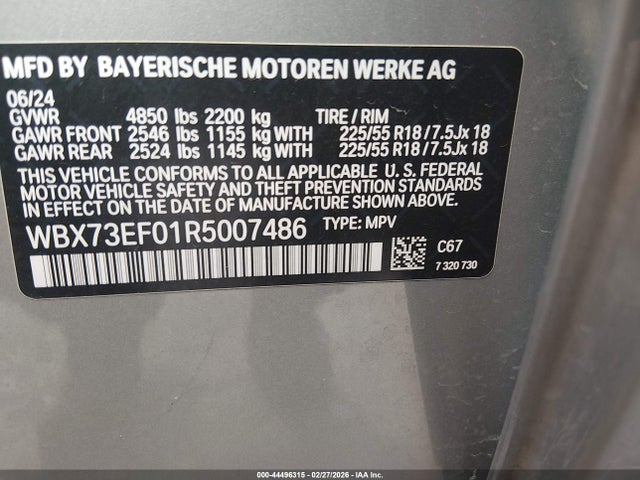 MFD BY BAYERISCHE MOTOREN WERKE AG
06/24
GVWR 4850 lbs 2200 kg TIRE / RIM
GAWR FRONT 2546 lbs 1155 kg WITH 225/55 R18 / 7.5Jx 18
GAWR REAR 2524 lbs 1145 kg WITH 225/55 R18 / 7.5Jx 18
THIS VEHICLE CONFORMS TO ALL APPLICABLE U.S. FEDERAL
MOTOR VEHICLE SAFETY AND THEFT PREVENTION STANDARDS
IN EFFECT ON THE DATE OF MANUFACTURE SHOWN ABOVE.
WBX73EF01R5007486 TYPE: MPV
C67
7 320 730
000-44496315 - 02/27/2026 - IAA Inc.